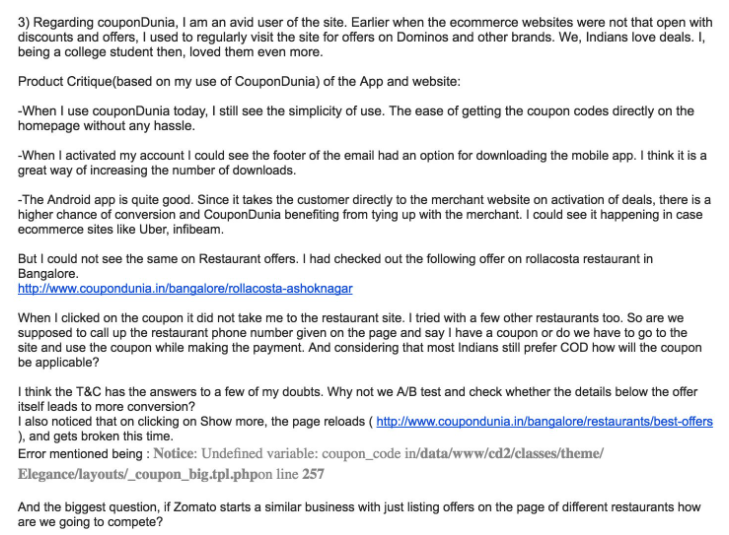 3) Regarding couponDunia, I am an avid user of the site. Earlier when the ecommerce websites were not that open with
discounts and offers, I used to regularly visit the site for offers on Dominos and other brands. We, Indians love deals. I,
being a college student then, loved them even more.
Product Critique(based on my use of CouponDunia) of the App and website:
-When I use couponDunia today, I still see the simplicity of use. The ease of getting the coupon codes directly on the
homepage without any hassle.
-When I activated my account I could see the footer of the email had an option for downloading the mobile app. I think it is a
great way of increasing the number of downloads.
-The Android app is quite good. Since it takes the customer directly to the merchant website on activation of deals, there is a
higher chance of conversion and CouponDunia benefiting from tying up with the merchant. I could see it happening in case
ecommerce sites like Uber, infibeam.
But I could not see the same on Restaurant offers. I had checked out the following offer on rollacosta restaurant in
Bangalore.
http://www.coupondunia.in/bangalore/rollacosta-ashoknagar
When I clicked on the coupon it did not take me to the restaurant site. I tried with a few other restaurants too. So are we
supposed to call up the restaurant phone number given on the page and say I have a coupon or do we have to go to the
site and use the coupon while making the payment. And considering that most Indians still prefer COD how will the coupon
be applicable?
I think the T&C has the answers to a few of my doubts. Why not we A/B test and check whether the details below the offer
itself leads to more conversion?
I also noticed that on clicking on Show more, the page reloads ( http://www.coupondunia.in/bangalore/restaurants/best-offers
), and gets broken this time.
Error mentioned being : Notice: Undefined variable: coupon_code in/data/www/cd2/classes/theme/
Elegance/layouts/_coupon_big.tpl.phpon line 257
And the biggest question, if Zomato starts a similar business with just listing offers on the page of different restaurants how
are we going to compete?